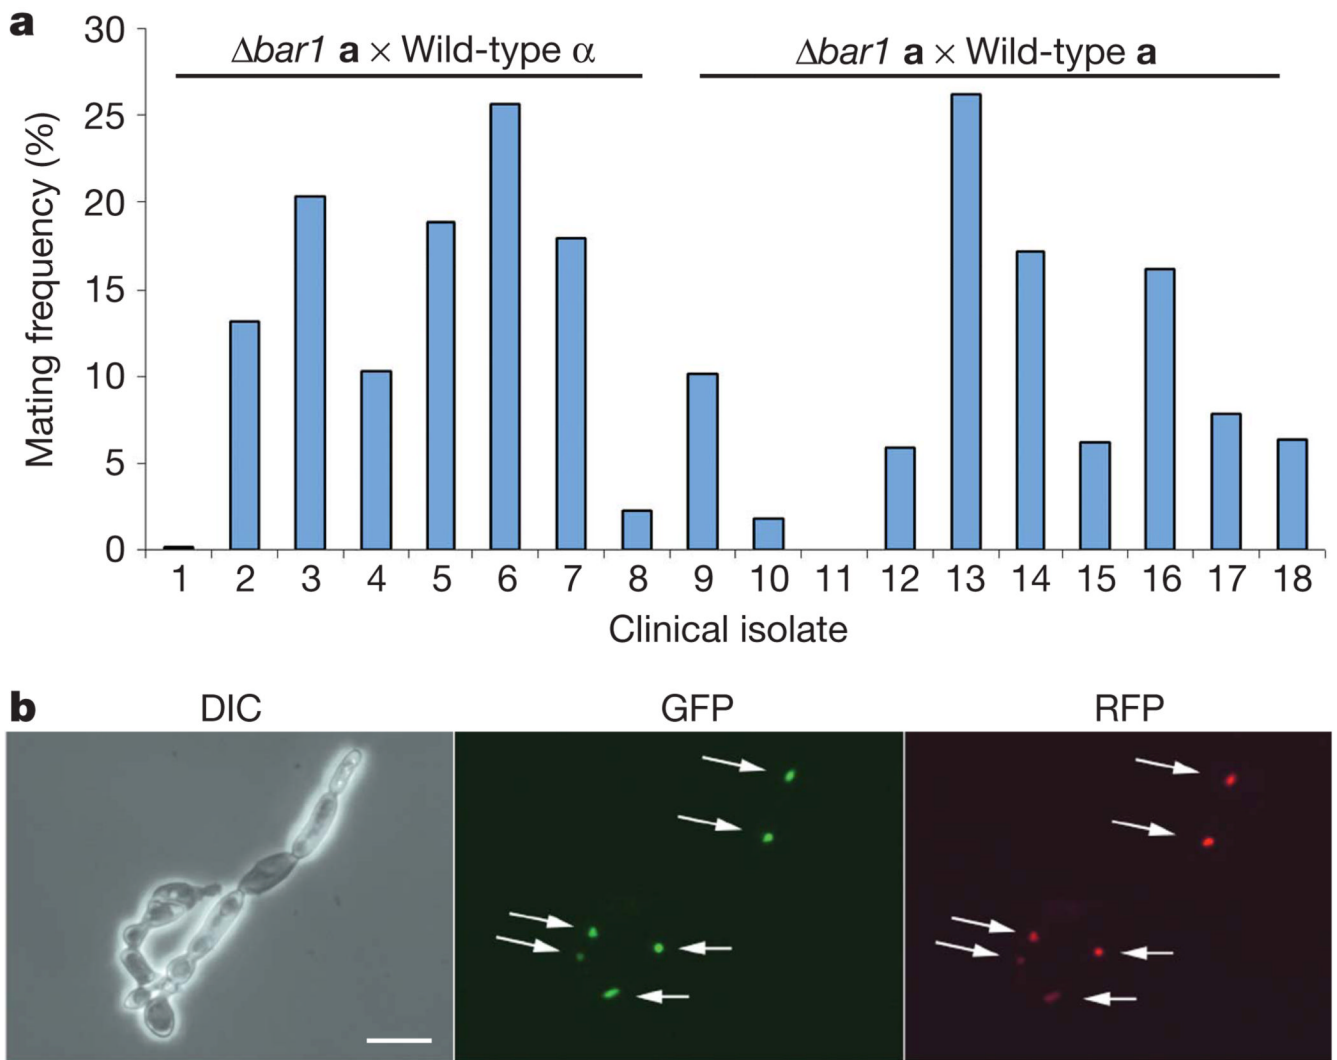 a
30
25
20
15
10
5
0
Mating frequency (%)
Δbar1 a × Wild-type α
Δbar1 a × Wild-type a
1 2 3 4 5 6 7 8 9 10 11 12 13 14 15 16 17 18
Clinical isolate
b
DIC GFP RFP